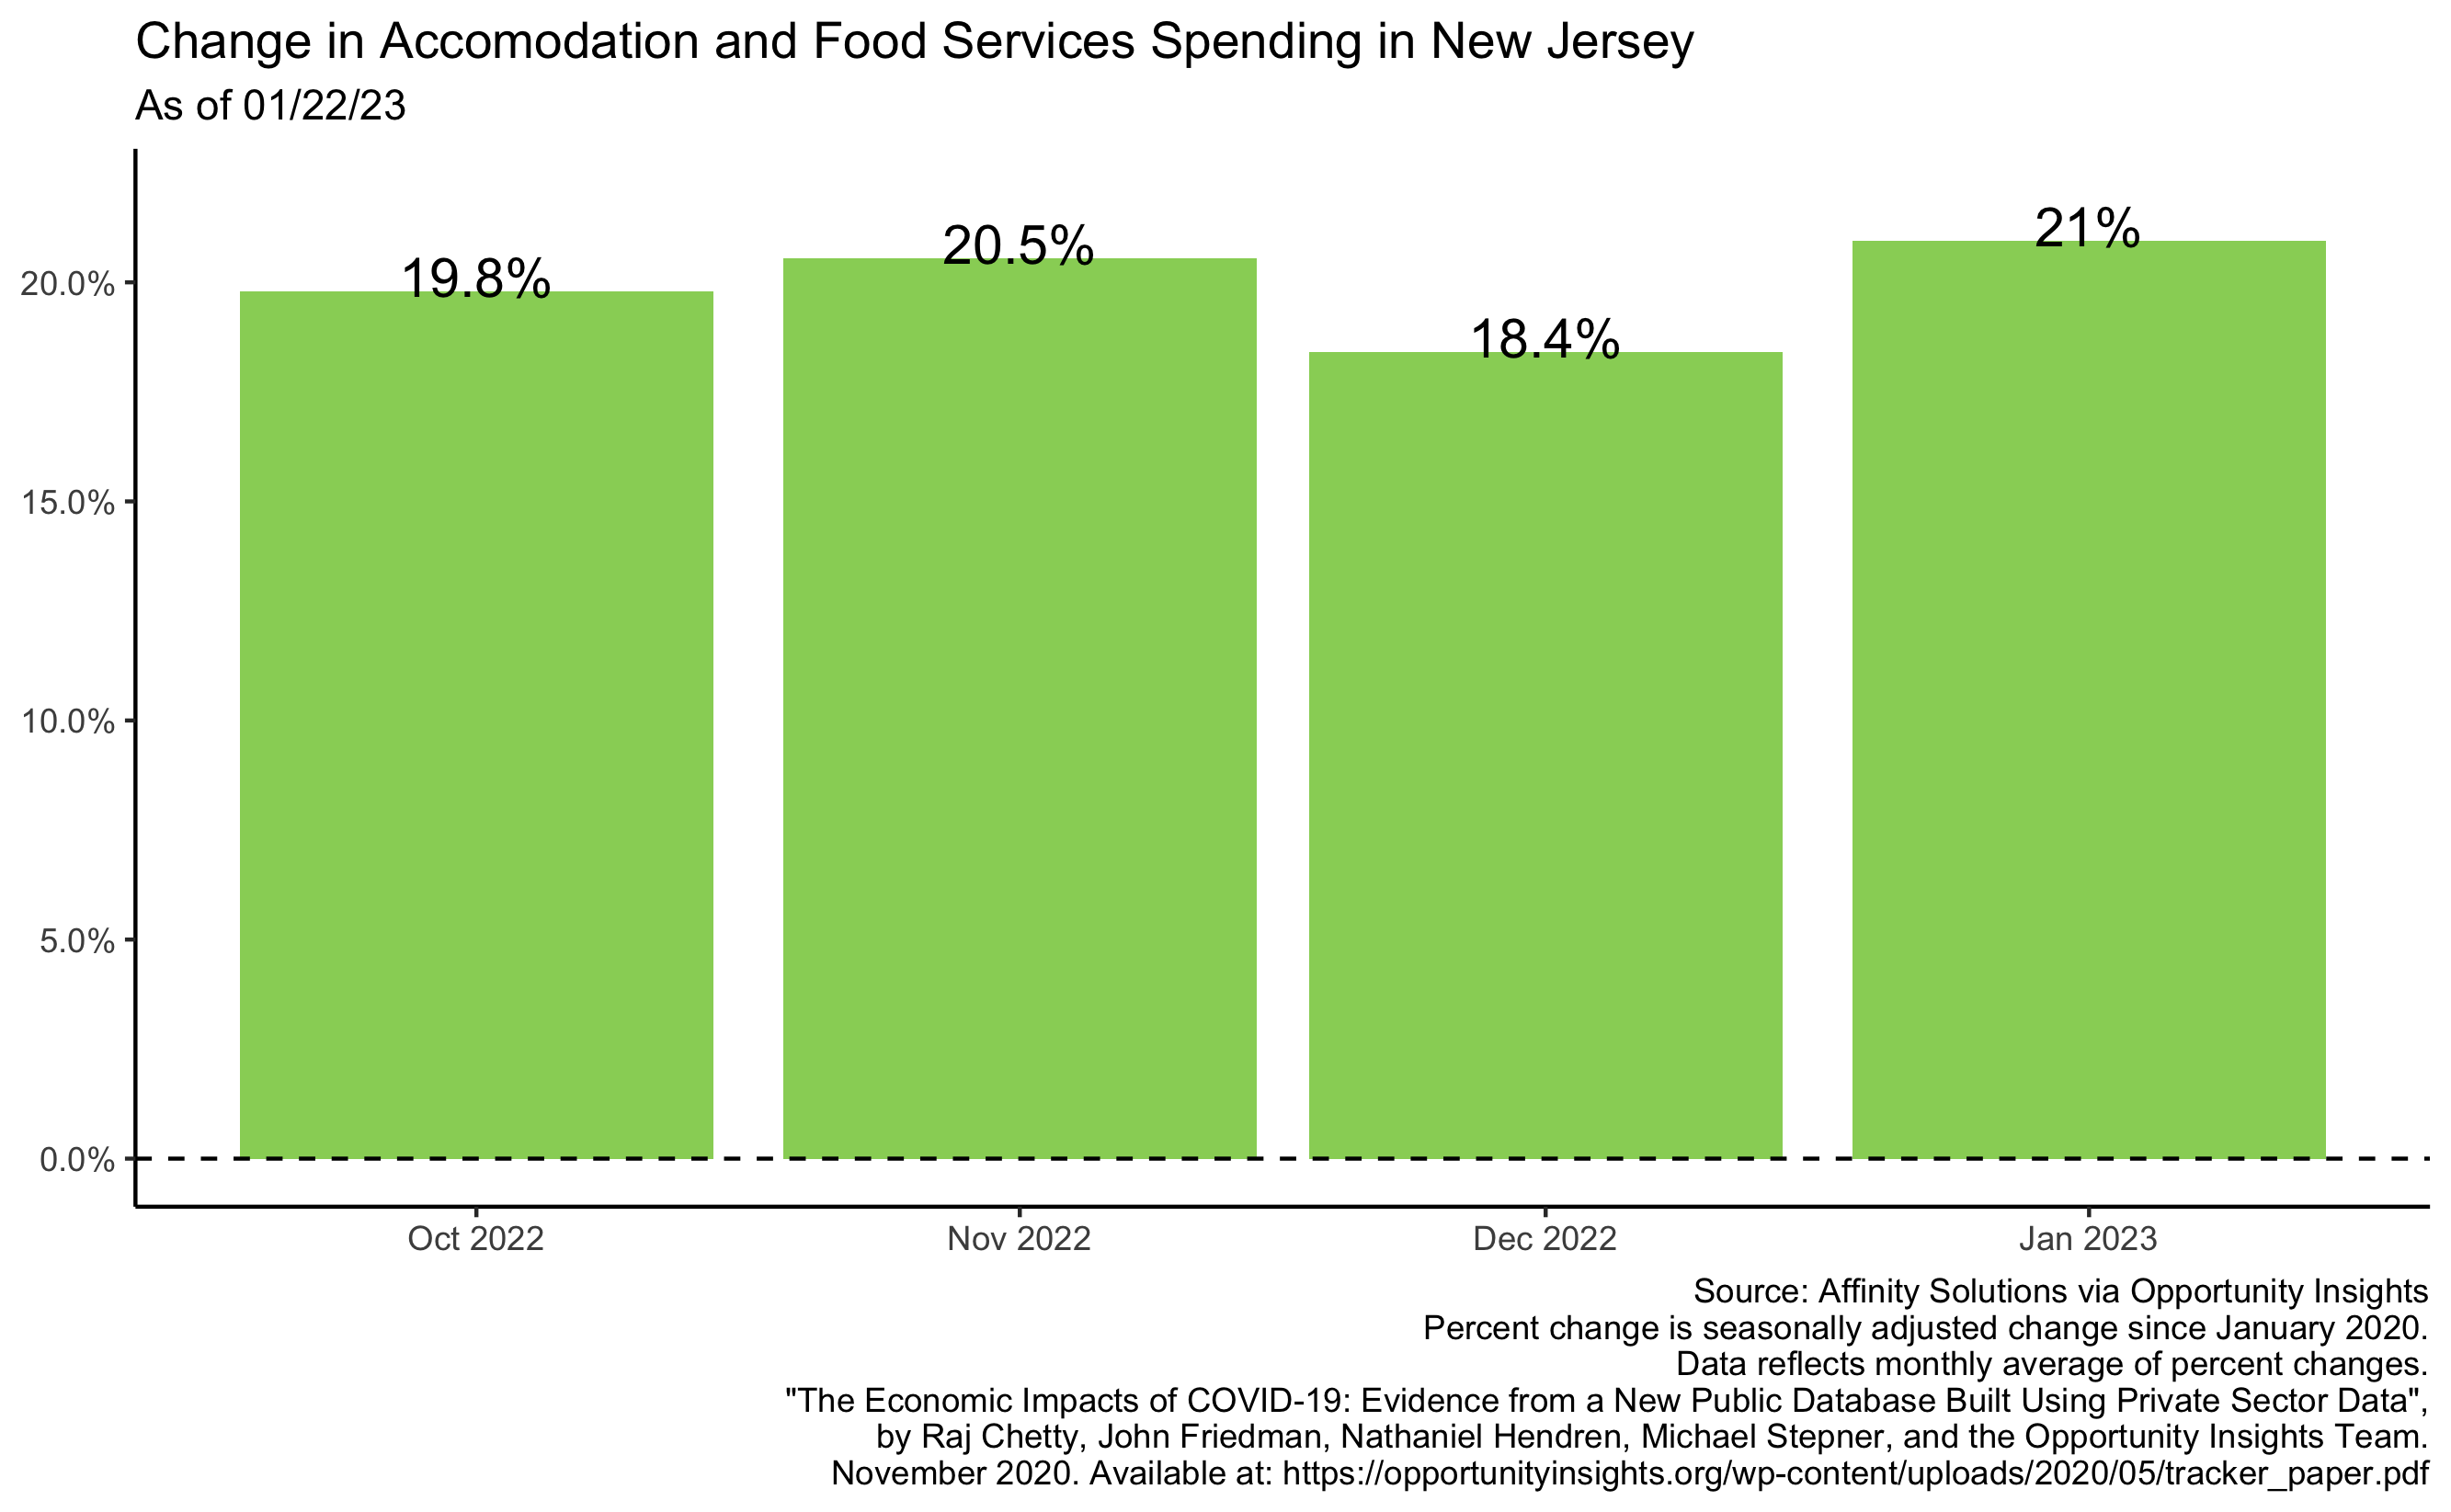 Change in Accomodation and Food Services Spending in New Jersey
As of 01/22/23
20.0%
15.0%
10.0%
5.0%
0.0%
19.8%
20.5%
18.4%
21%
Oct 2022
Nov 2022
Dec 2022
Jan 2023
Source: Affinity Solutions via Opportunity Insights
Percent change is seasonally adjusted change since January 2020.
Data reflects monthly average of percent changes.
"The Economic Impacts of COVID-19: Evidence from a New Public Database Built Using Private Sector Data",
by Raj Chetty, John Friedman, Nathaniel Hendren, Michael Stepner, and the Opportunity Insights Team.
November 2020. Available at: https://opportunityinsights.org/wp-content/uploads/2020/05/tracker_paper.pdf